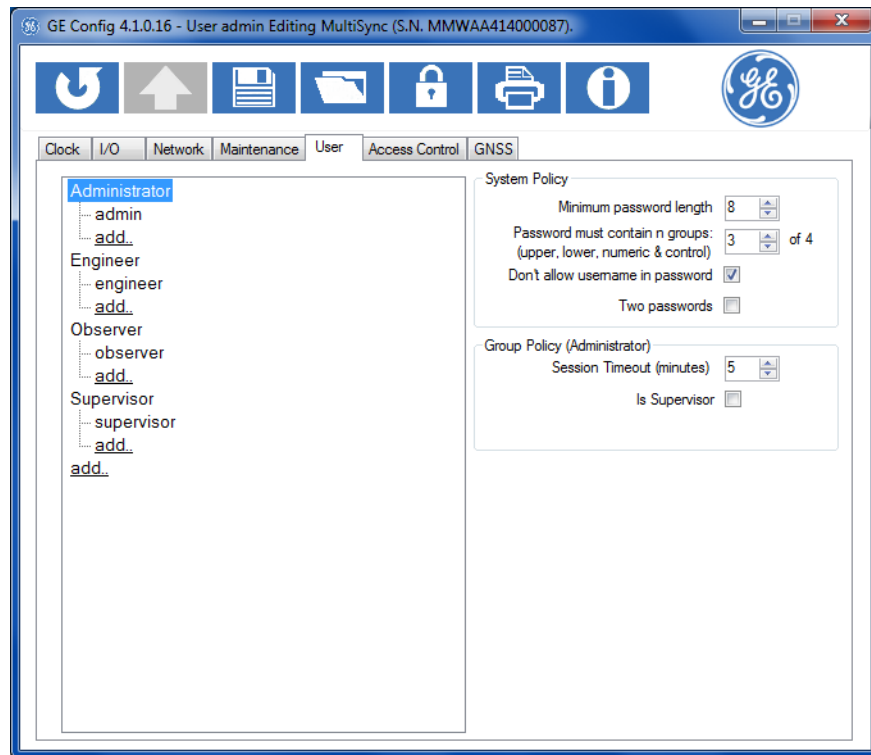 GE Config 4.1.0.16 - User admin Editing MultiSync (S.N. MMWAA414000087).
Clock I/O Network Maintenance User Access Control GNSS
Administrator
admin
add..
Engineer
engineer
add..
Observer
observer
add..
Supervisor
supervisor
add..
add..
System Policy
Minimum password length 8
Password must contain n groups:
(upper, lower, numeric & control) 3 of 4
Don't allow username in password
Two passwords
Group Policy (Administrator)
Session Timeout (minutes) 5
Is Supervisor